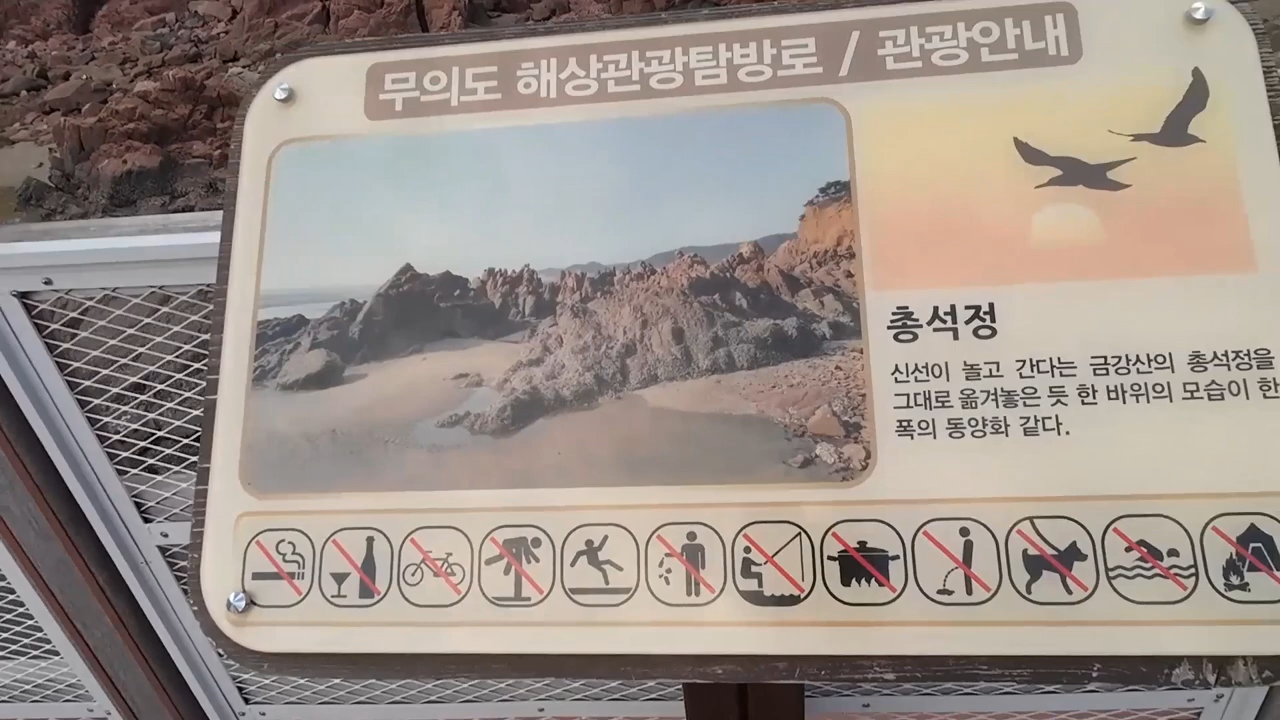 무의도 해상관광탐방로 / 관광안내
총석정
신선이 놀고 간다는 금강산의 총석정을
그대로 옮겨놓은 듯 한 바위의 모습이 한
폭의 동양화 같다.